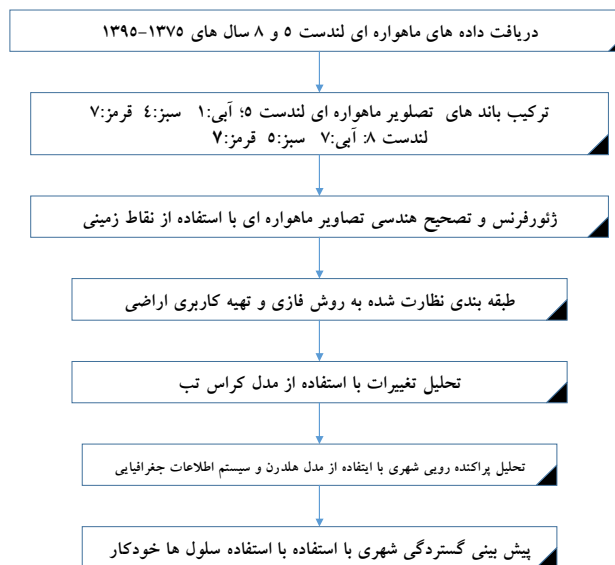 دریافت داده های ماهواره ای لندست ۵ و ۸ سال های ۱۳۷۵-۱۳۹۵
ترکیب باند های تصلویر ماهواره ای لندست ۵؛ آبی:۱ سبز:٤ قرمز:۷
لندست ۸: آبی:۷ سبز:۵ قرمز:۷
ژئورفرنس و تصحیح هندسی تصاویر ماهواره ای با استفاده از نقاط زمینی
طبقه بندی نظارت شده به روش فازی و تهیه کاربری اراضی
تحلیل تغییرات با استفاده از مدل کراس تب
تحلیل پراکنده رویی شهری با ایتفاده از مدل هلدرن و سیستم اطلاعات جغرافیایی
پیش بینی گستردگی شهری با استفاده با استفاده سلول ها خودکار